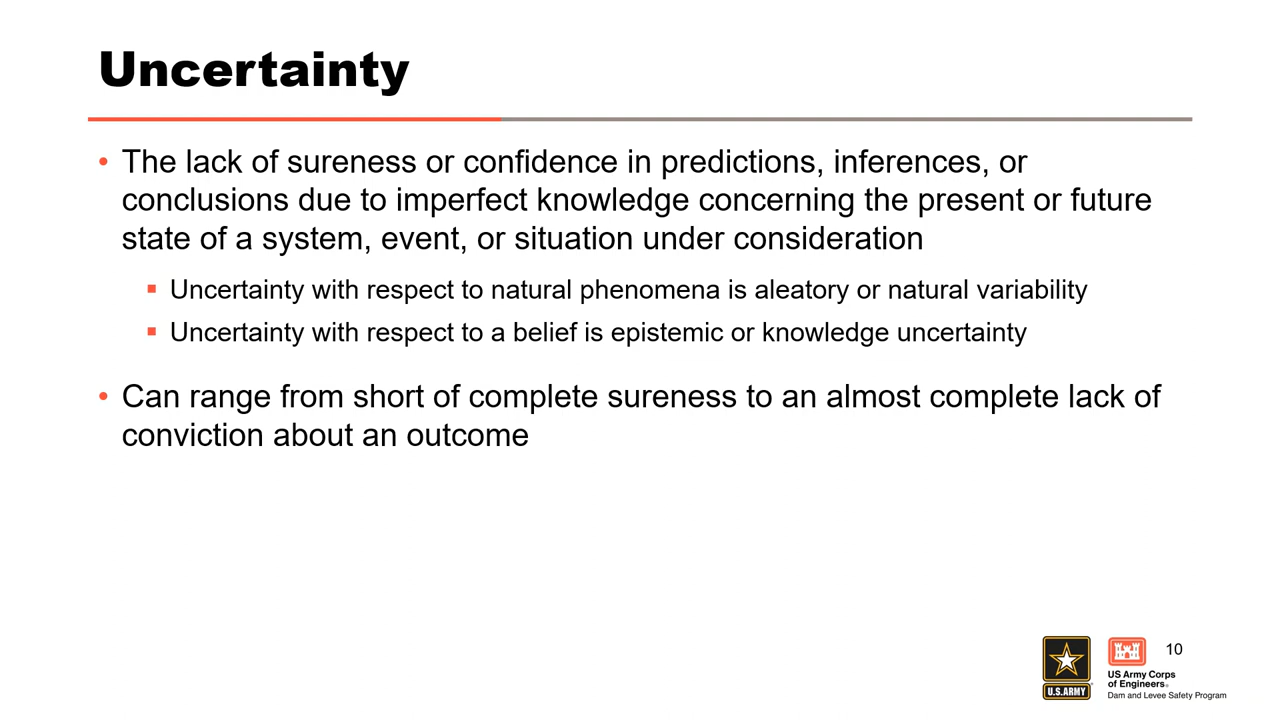 Uncertainty
• The lack of sureness or confidence in predictions, inferences, or
conclusions due to imperfect knowledge concerning the present or future
state of a system, event, or situation under consideration
▪ Uncertainty with respect to natural phenomena is aleatory or natural variability
▪ Uncertainty with respect to a belief is epistemic or knowledge uncertainty
• Can range from short of complete sureness to an almost complete lack of
conviction about an outcome
10
U.S. ARMY
US Army Corps
of Engineers®
Dam and Levee Safety Program